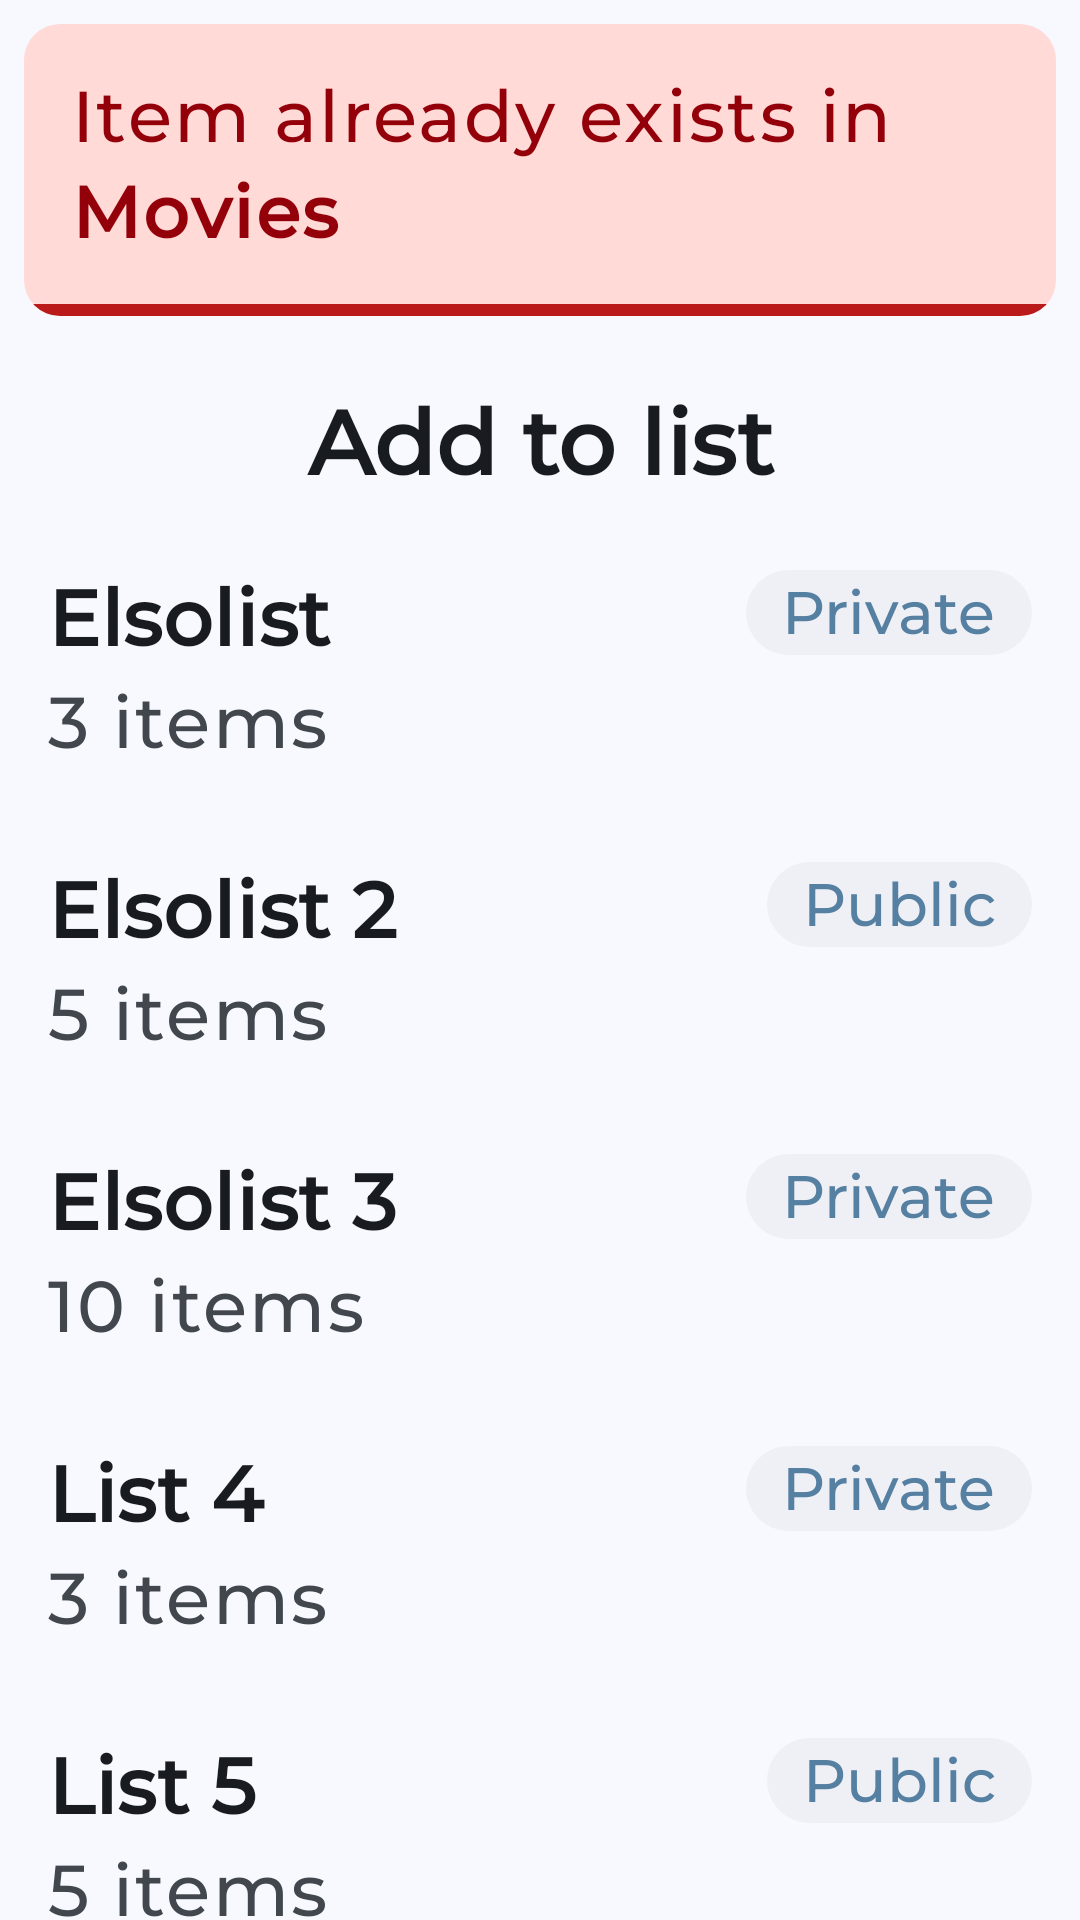 Item already exists in
Movies
Add to list
Elsolist
Private
3 items
Elsolist 2
Public
5 items
Elsolist 3
Private
10 items
List 4
Private
3 items
List 5
Public
5 items